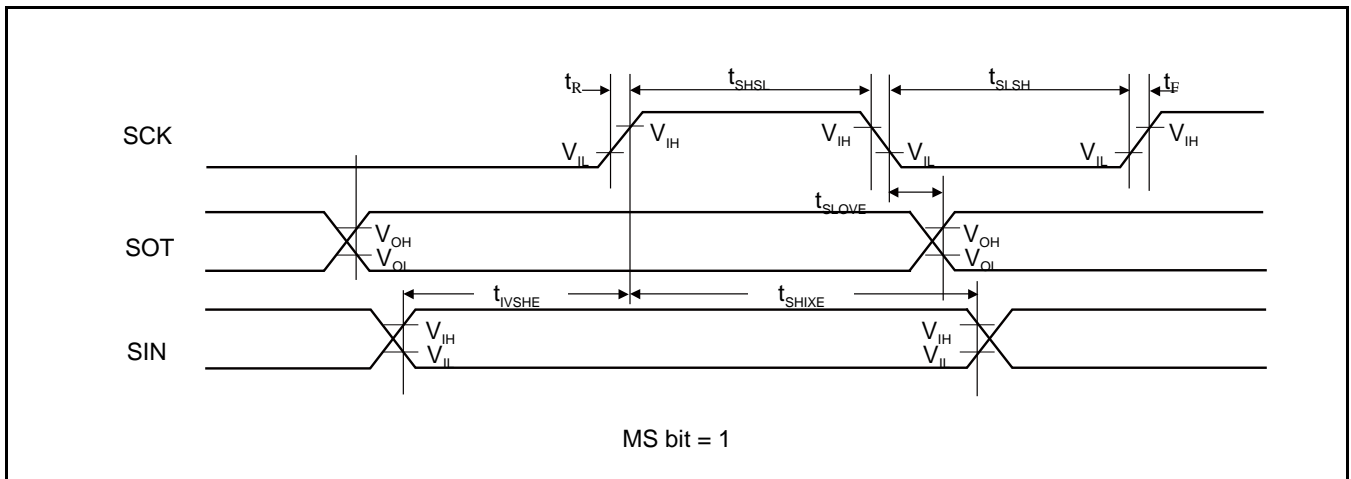 tR tSHSL tSLSH tF
SCK VIL VIH VIH VIL VIL VIH
tSLOVE
SOT VOH VOL VOH VOL
tIVSHE tSHIXE
SIN VIH VIL VIH VIL
MS bit = 1